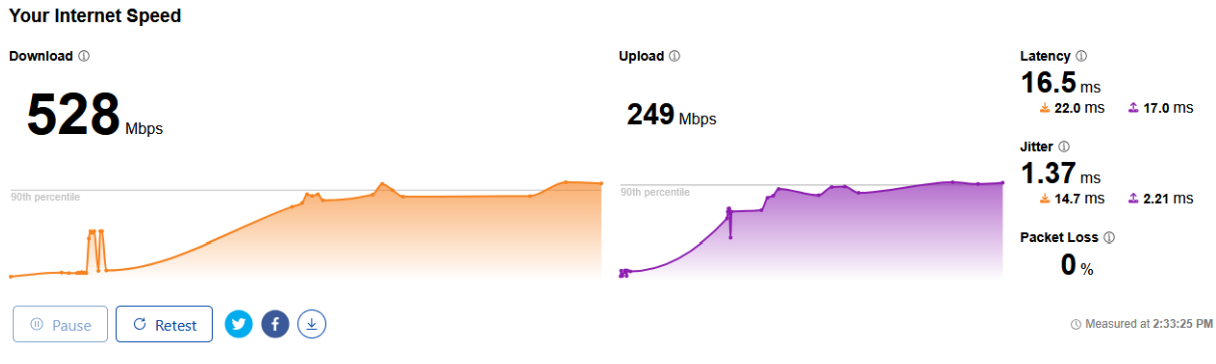 Your Internet Speed
Download
528 Mbps
90th percentile
Upload
249 Mbps
90th percentile
Latency
16.5 ms
22.0 ms 17.0 ms
Jitter
1.37 ms
14.7 ms 2.21 ms
Packet Loss
0 %
Pause Retest
Measured at 2:33:25 PM